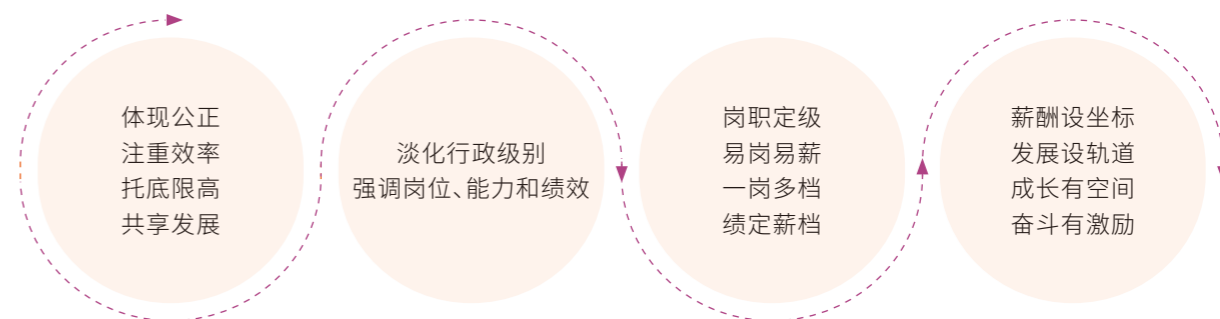 体现公正
注重效率
托底限高
共享发展
淡化行政级别
强调岗位、能力和绩效
岗职定级
易岗易薪
一岗多档
绩定薪档
薪酬设坐标
发展设轨道
成长有空间
奋斗有激励